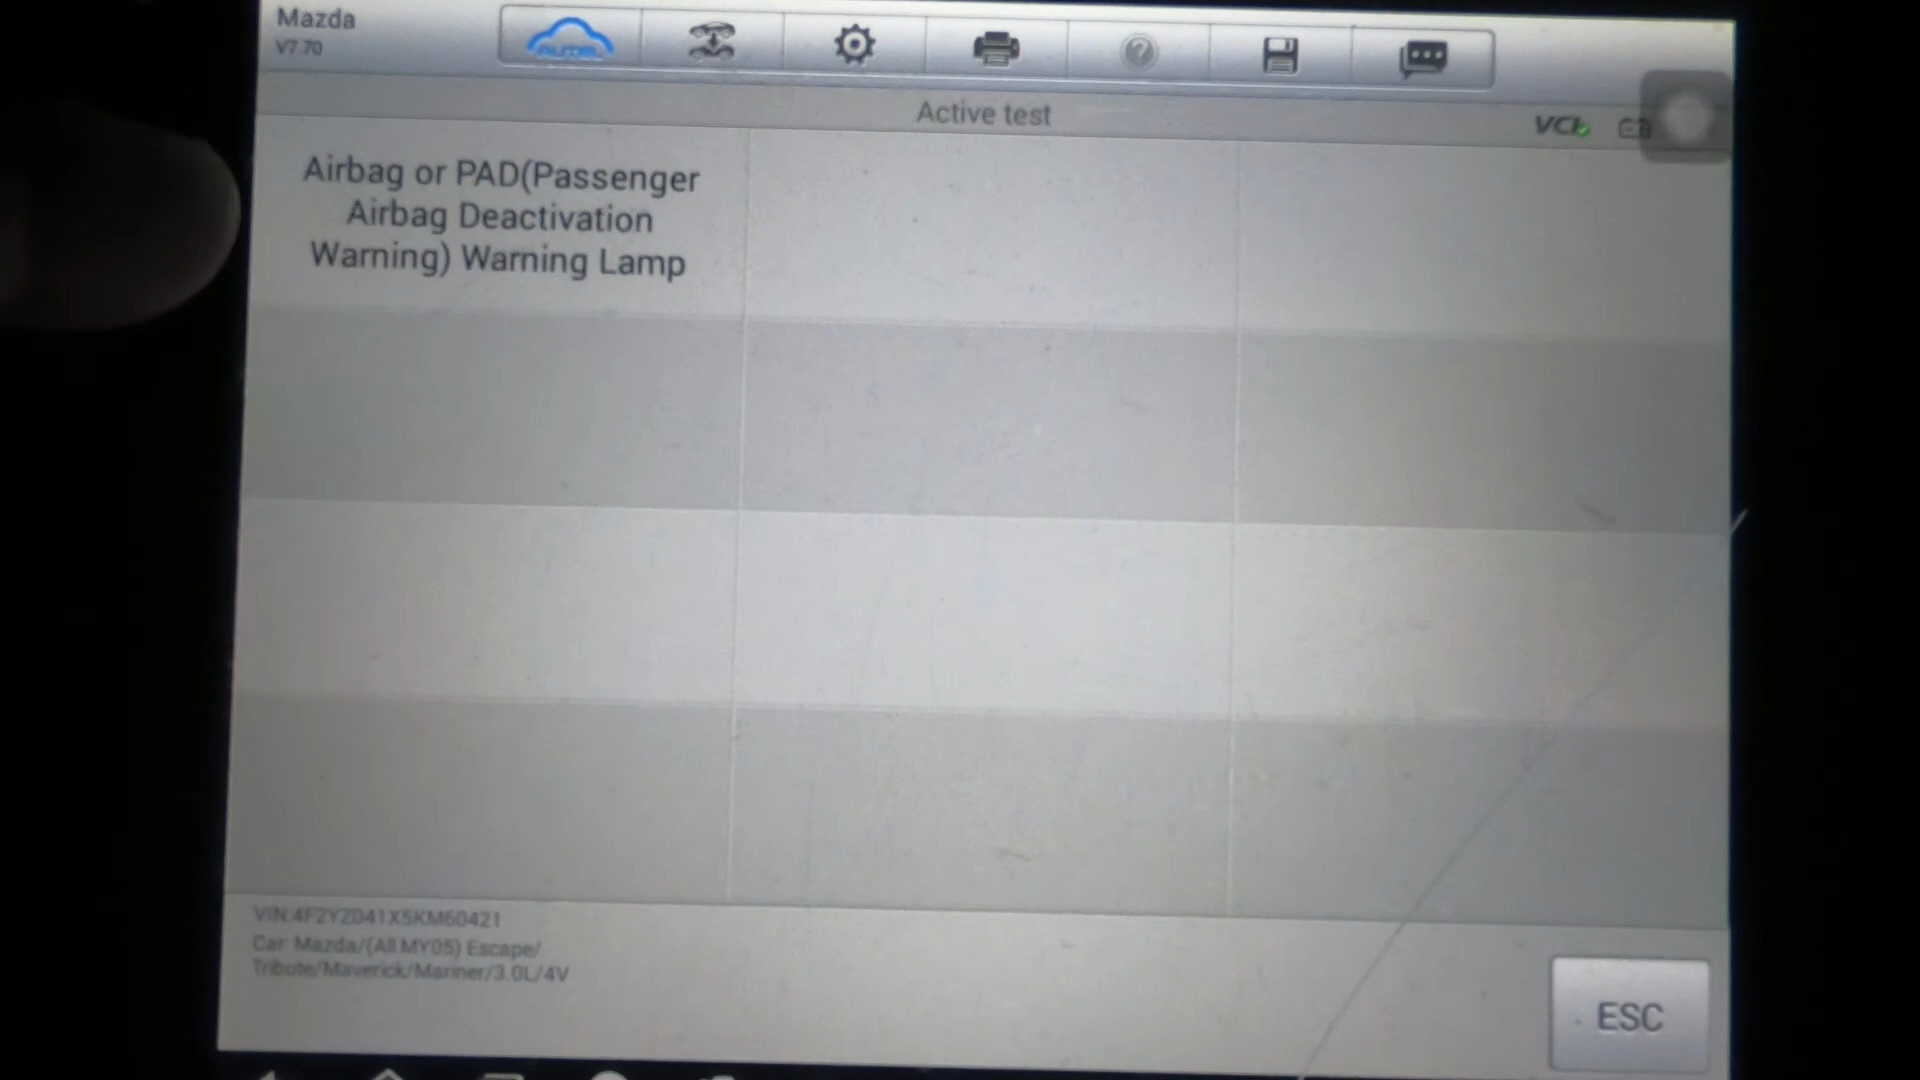 Mazda
V7.70
AUTEL
Active test
VCI
Airbag or PAD(Passenger
Airbag Deactivation
Warning) Warning Lamp
VIN:4F2YZ041X5KM60421
Car: Mazda/(All MY05) Escape/
Tribute/Maverick/Mariner/3.0L/4V
ESC